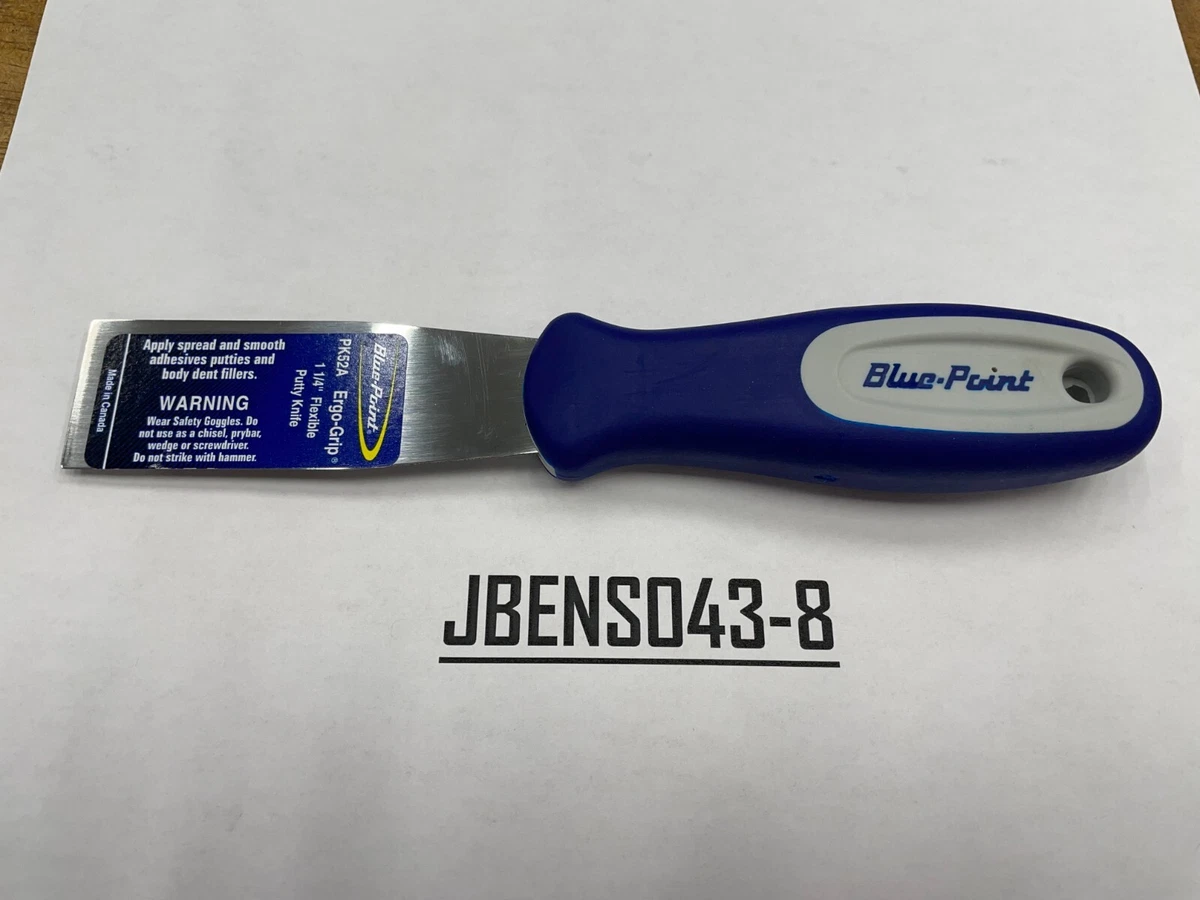 Apply spread and smooth
adhesives putties and
body dent fillers.
WARNING
Wear Safety Goggles. Do
not use as a chisel, prybar,
wedge or screwdriver.
Do not strike with hammer.
Made in Canada
Blue-Point®
PK52A Ergo-Grip®
1 1/4" Flexible
Putty Knife
Blue-Point
JBENS043-8